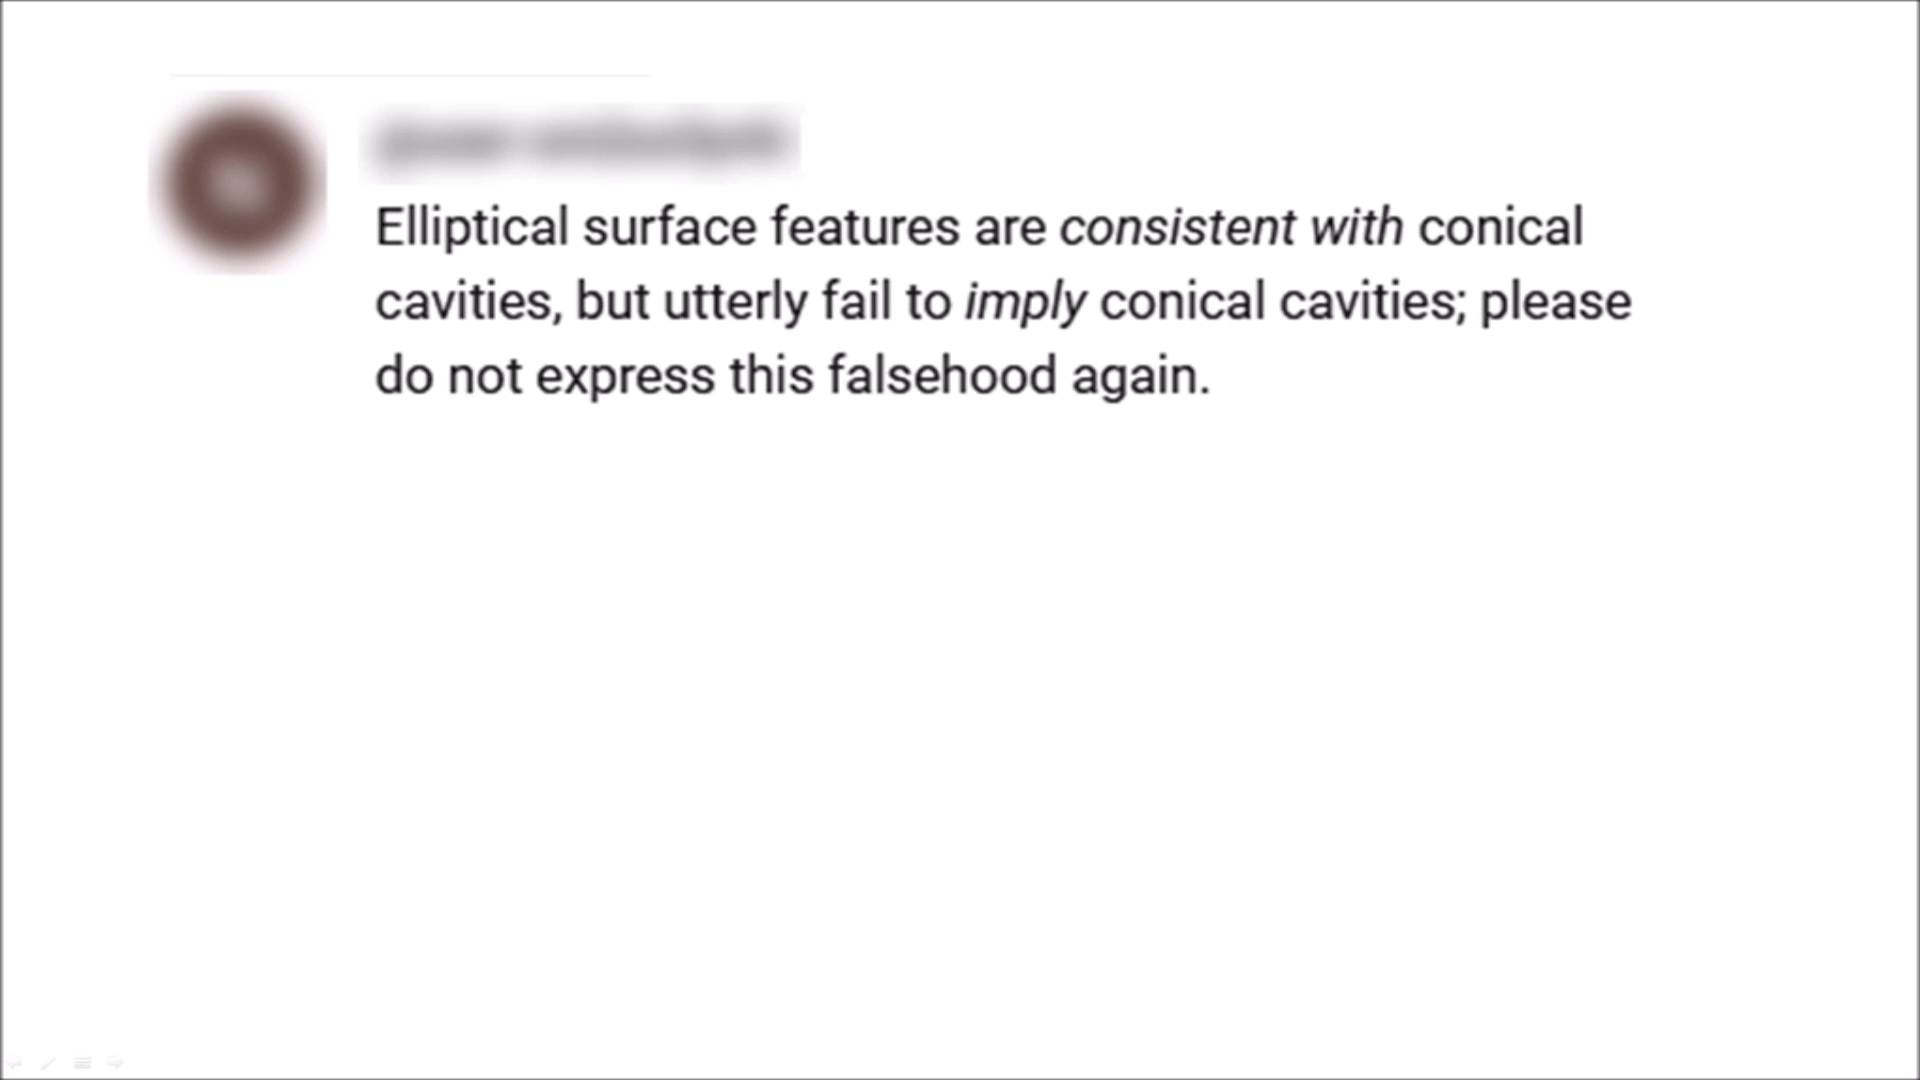 Elliptical surface features are consistent with conical
cavities, but utterly fail to imply conical cavities; please
do not express this falsehood again.